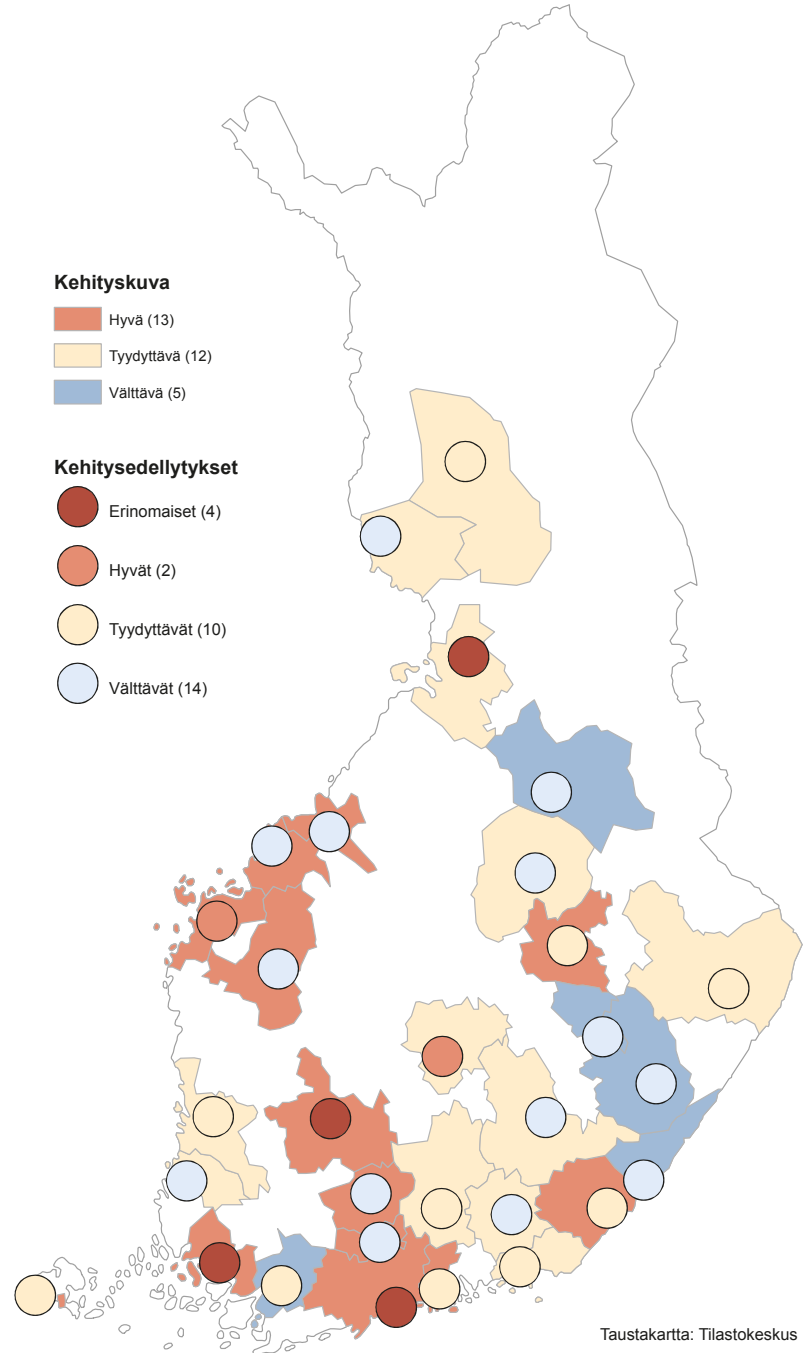 Kehityskuva
Hyvä (13)
Tyydyttävä (12)
Välttävä (5)
Kehitysedellytykset
Erinomaiset (4)
Hyvät (2)
Tyydyttävät (10)
Välttävät (14)
Taustakartta: Tilastokeskus